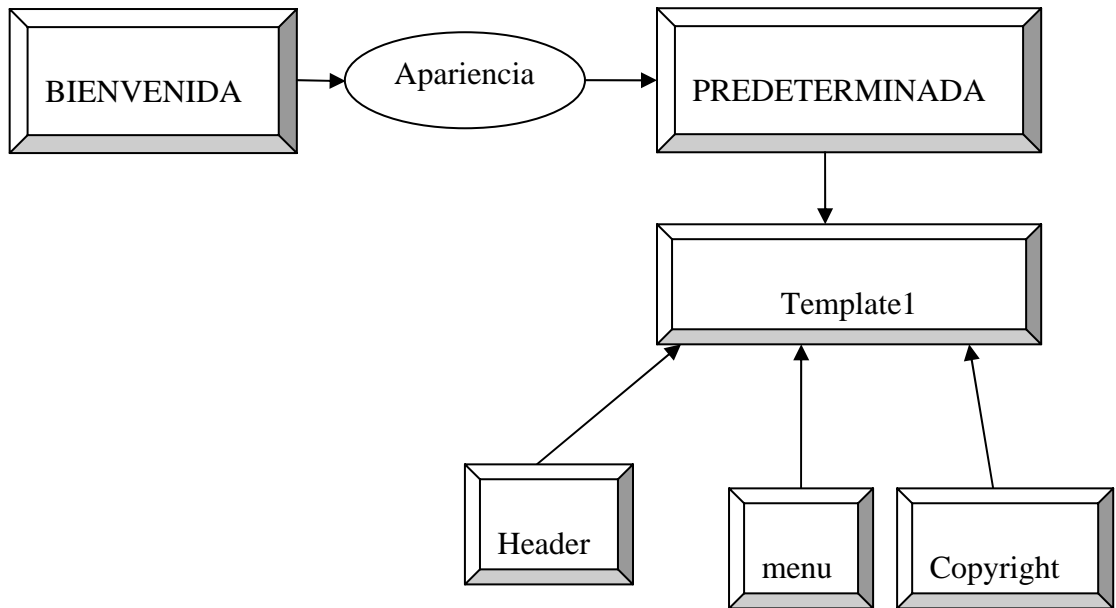 BIENVENIDA
Apariencia
PREDETERMINADA
Template1
Header
menu
Copyright